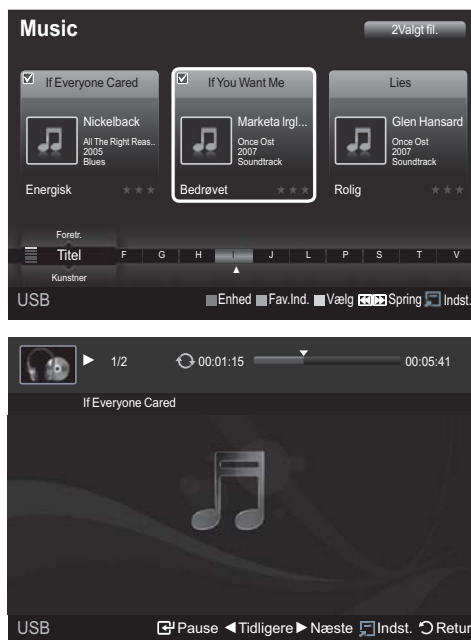 Music
2Valgt fil.
If Everyone Cared
If You Want Me
Lies
Nickelback
All The Right Reas..
2005
Blues
Marketa Irgl...
Once Ost
2007
Soundtrack
Glen Hansard
Once Ost
2007
Soundtrack
Energisk
Bedrøvet
Rolig
Foretr.
Titel F G H I J L P S T V
Kunstner
USB Enhed Fav.Ind. Vælg Spring Indst.
1/2 00:01:15 00:05:41
If Everyone Cared
USB Pause Tidligere Næste Indst. Retur